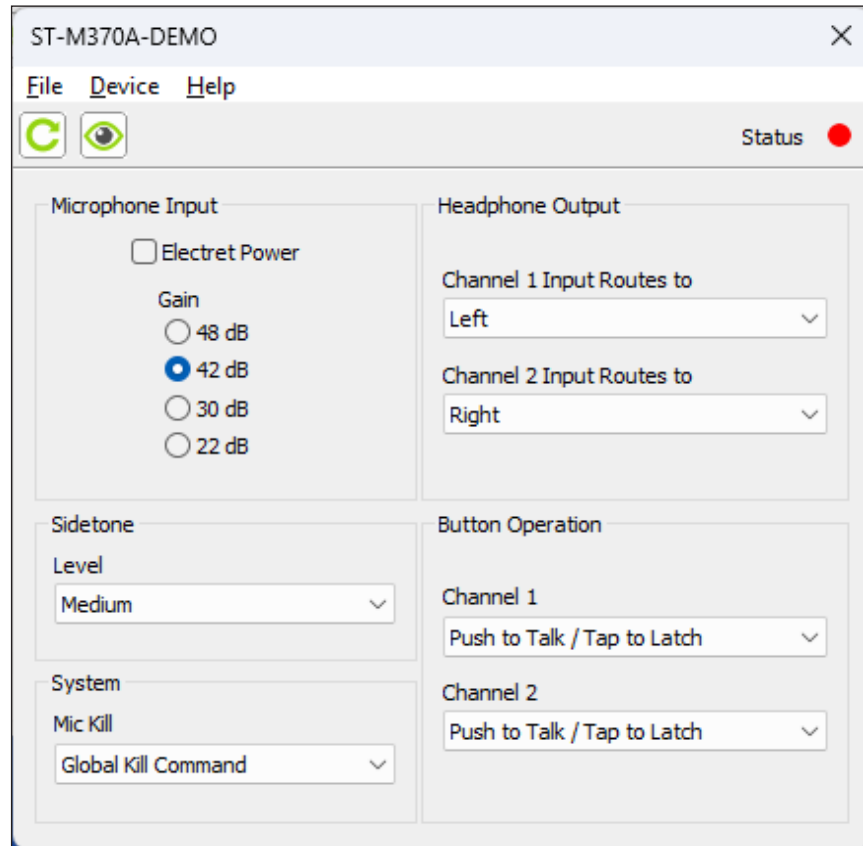 ST-M370A-DEMO
File Device Help
Status
Microphone Input
Electret Power
Gain
48 dB
42 dB
30 dB
22 dB
Headphone Output
Channel 1 Input Routes to
Left
Channel 2 Input Routes to
Right
Sidetone
Level
Medium
System
Mic Kill
Global Kill Command
Button Operation
Channel 1
Push to Talk / Tap to Latch
Channel 2
Push to Talk / Tap to Latch